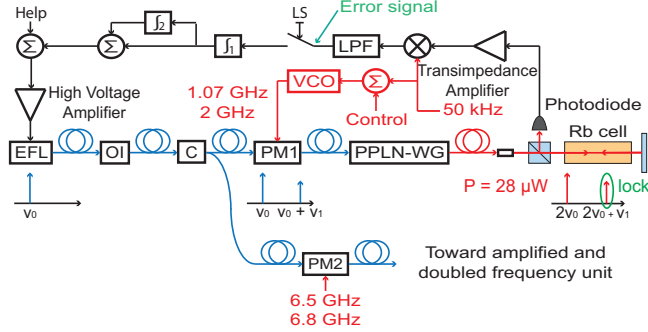 Help
LS
Error signal
∫₂
Σ
Σ
∫₁
LPF
Transimpedance
Amplifier
1.07 GHz
2 GHz
VCO
Σ
Control
50 kHz
High Voltage
Amplifier
Photodiode
Rb cell
EFL
OI
C
PM1
PPLN-WG
P = 28 µW
lock
ν₀
ν₀
ν₀ + ν₁
2ν₀
2ν₀ + ν₁
PM2
Toward amplified and
doubled frequency unit
6.5 GHz
6.8 GHz